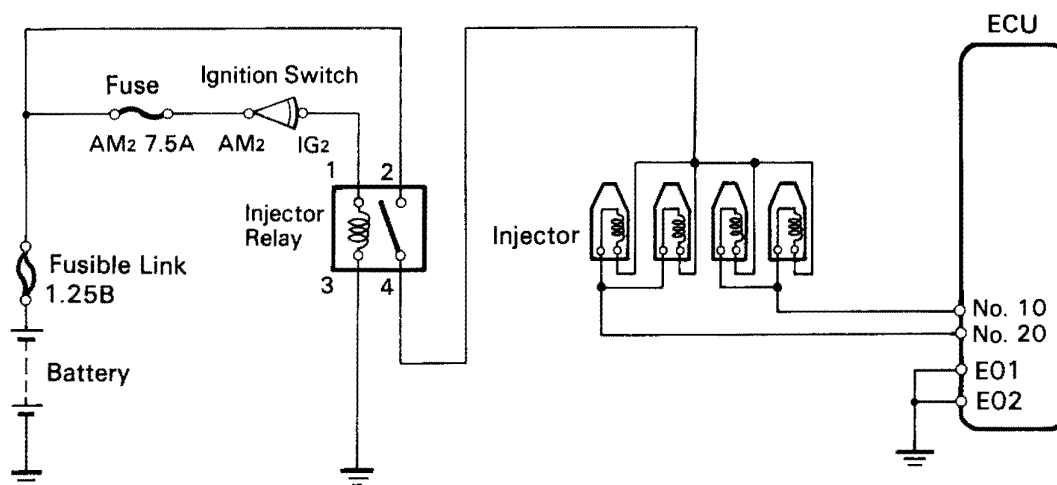 ECU
Ignition Switch
Fuse
AM2 7.5A
AM2
IG2
1
2
Injector
Relay
3
4
Injector
Fusible Link
1.25B
Battery
No. 10
No. 20
E01
E02